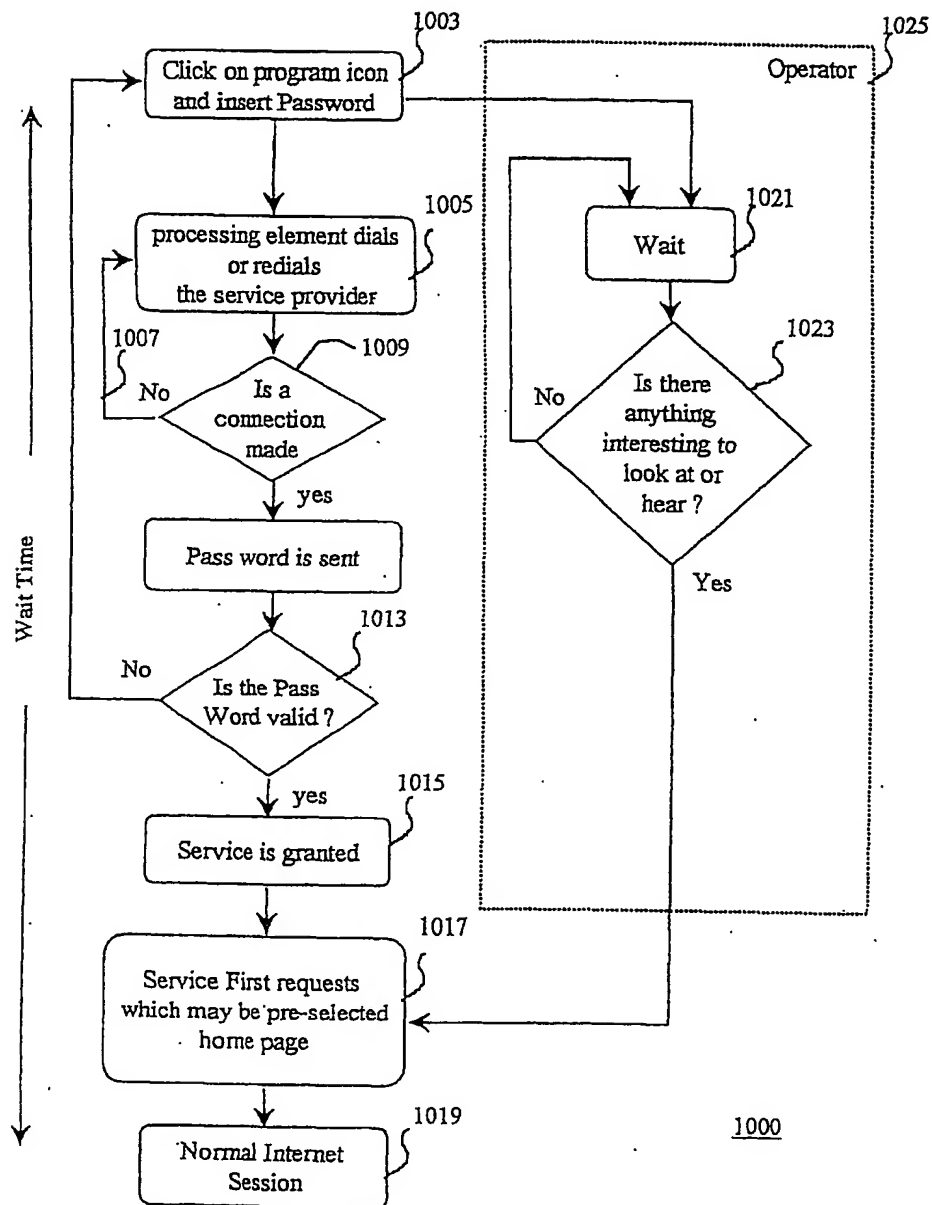 1003
Click on program icon
and insert Password
1025
Operator
1005
processing element dials
or redials
the service provider
1021
Wait
1007
No
1009
Is a
connection
made
yes
1023
No
Is there
anything
interesting to
look at or
hear ?
Yes
Pass word is sent
Wait Time
1013
No
Is the Pass
Word valid ?
yes
1015
Service is granted
1017
Service First requests
which may be pre-selected
home page
1019
Normal Internet
Session
1000